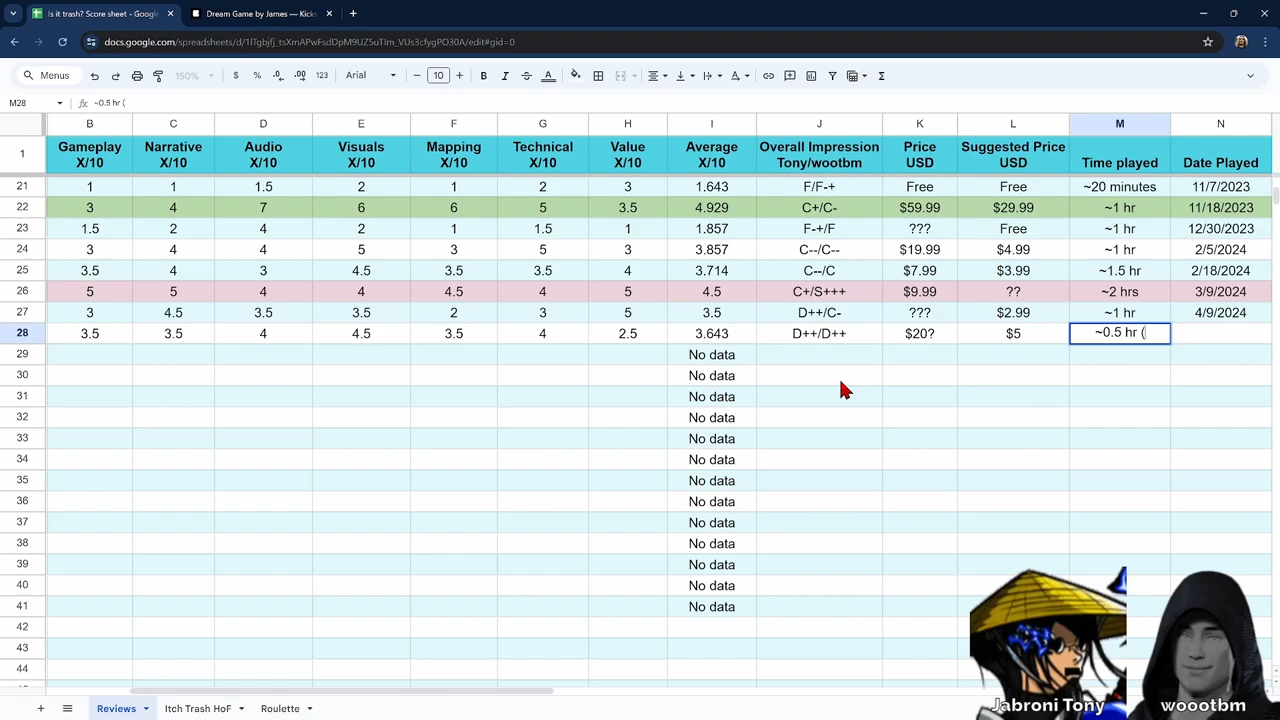 Is it trash? Score sheet - Google
Dream Game by James — Kicks
docs.google.com/spreadsheets/d/
edit#gid=0
Menus 150% $ % .0 .00 123 Arial 10 B I
M28 fx ~0.5 hr (
B C D E F G H I J K L M N
1 Gameplay X/10 Narrative X/10 Audio X/10 Visuals X/10 Mapping X/10 Technical X/10 Value X/10 Average X/10 Overall Impression Tony/wootbm Price USD Suggested Price USD Time played Date Played
21 1 1 1.5 2 1 2 3 1.643 F/F-+ Free Free ~20 minutes 11/7/2023
22 3 4 7 6 6 5 3.5 4.929 C+/C- $59.99 $29.99 ~1 hr 11/18/2023
23 1.5 2 4 2 1 1.5 1 1.857 F-+/F ??? Free ~1 hr 12/30/2023
24 3 4 4 5 3 5 3 3.857 C--/C-- $19.99 $4.99 ~1 hr 2/5/2024
25 3.5 4 3 4.5 3.5 3.5 4 3.714 C--/C $7.99 $3.99 ~1.5 hr 2/18/2024
26 5 5 4 4 4.5 4 5 4.5 C+/S+++ $9.99 ?? ~2 hrs 3/9/2024
27 3 4.5 3.5 3.5 2 3 5 3.5 D++/C- ??? $2.99 ~1 hr 4/9/2024
28 3.5 3.5 4 4.5 3.5 4 2.5 3.643 D++/D++ $20? $5 ~0.5 hr (
29 No data
30 No data
31 No data
32 No data
33 No data
34 No data
35 No data
36 No data
37 No data
38 No data
39 No data
40 No data
41 No data
42
43
44
Jabroni Tony woootbm
Reviews Itch Trash HoF Roulette